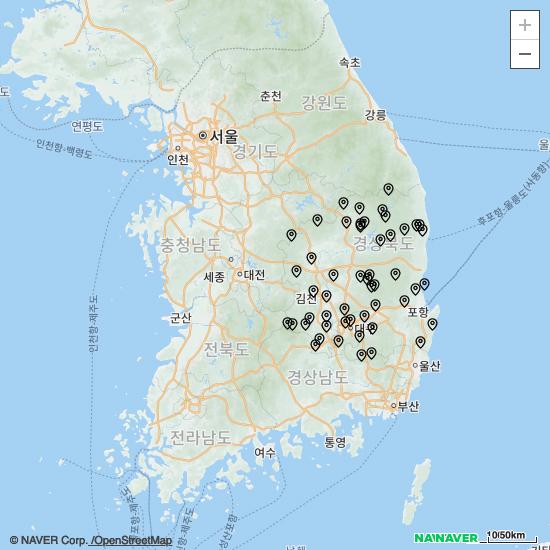 +
−
속초
도
춘천
강원도
강릉
연평도
서울
울
인천항-백령도
인천
경기도
후포항-울릉도(사동항)
경상북도
충청남도
세종
대전
인천항-제주도
김천
군산
포항
대구
전북도
경상남도
울산
부산
전라남도
여수
통영
NAVER
10/50km
© NAVER Corp. /OpenStreetMap